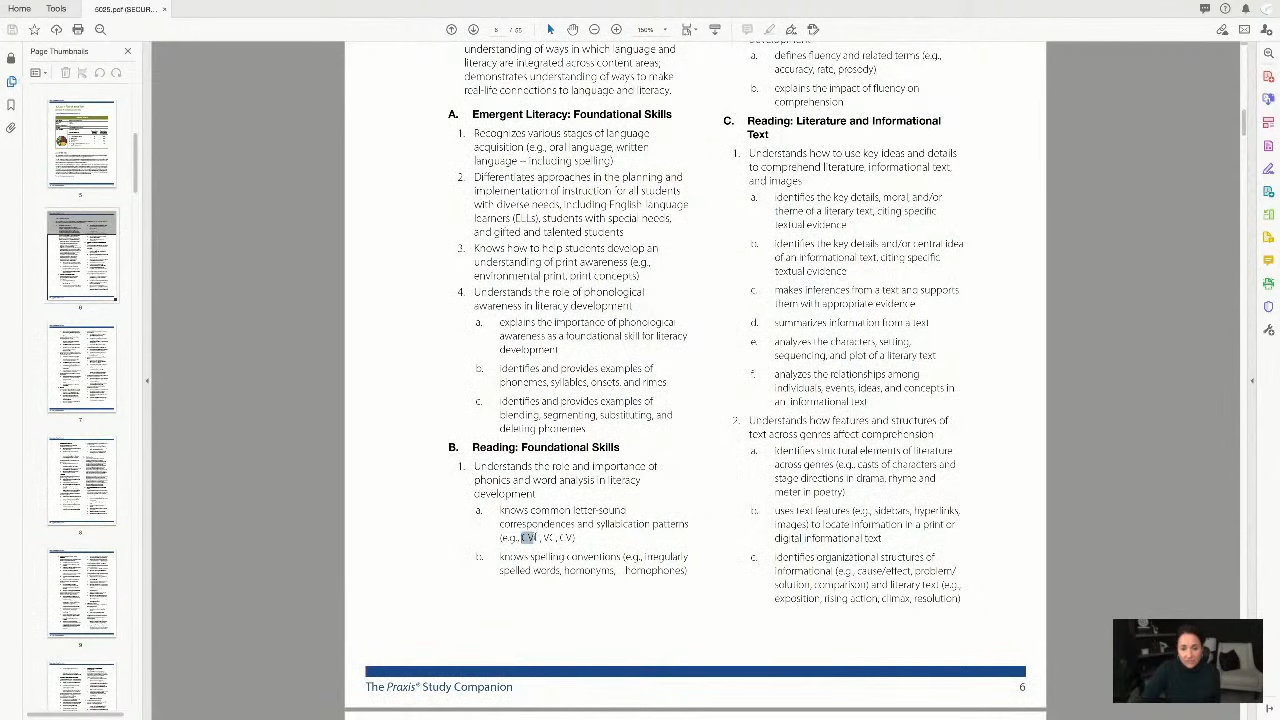 Home
Tools
5025.pdf (SECUR...
6 / 85
150%
Page Thumbnails
5
6
7
8
9
understanding of ways in which language and
literacy are integrated across content areas;
demonstrates understanding of ways to make
real-life connections to language and literacy.
A. Emergent Literacy: Foundational Skills
1. Recognizes various stages of language
acquisition (e.g., oral language, written
language, including
2. Differentiates approaches in the planning and
implementation of instruction for all students
with diverse needs, including English language
students with special needs,
and gifted and talented students
3. Knows how to help students develop an
understanding of print awareness (e.g.,
environmental print, book concepts)
4. Understands the role of phonological
awareness in literacy development
a. the importance of phonological
awareness as a foundational skill for literacy
development
b. and provides examples of
syllables, onsets and rimes
c. identifies and provides examples of
blending, segmenting, substituting, and
deleting phonemes
B. Reading: Foundational Skills
1. Understands the importance of
phonics and word analysis in literacy
development
a. knows common letter-sound
correspondences and syllabication patterns
(e.g., CV
b. spelling conventions (e.g., irregularly
words, homonyms, homophones)
development
a. defines fluency and related terms (e.g.,
accuracy, rate, prosody)
b. explains the impact of fluency on
comprehension
C. Reading: Literature and Informational
Text
1. Understands how to use key ideas and details
to comprehend literature, informational text,
and images
a. identifies the key details, moral, and/or
theme of a literary text, citing specific
textual evidence
b. identifies the key details and/or central idea
of an informational text, citing specific
textual evidence
c. makes inferences from a text and supports
them with appropriate evidence
d. summarizes information from a text
e. analyzes the characters, setting,
and plot of a literary text
f. analyzes the relationships among
individuals, events, ideas, and concepts in
an informational text
2. Understands how features and structures of
text across genres affect comprehension
a. structural elements of literature
across genres (e.g., casts of characters and
stage directions in drama, rhyme and
meter in poetry)
b. uses text features (e.g., sidebars, hyperlinks,
images) to locate information in a print or
digital informational text
c. organizational structures of
informational (e.g., cause/effect, problem/
solution, comparison) and literary text (e.g.,
exposition, rising action, climax, resolution)
The Praxis® Study Companion
6